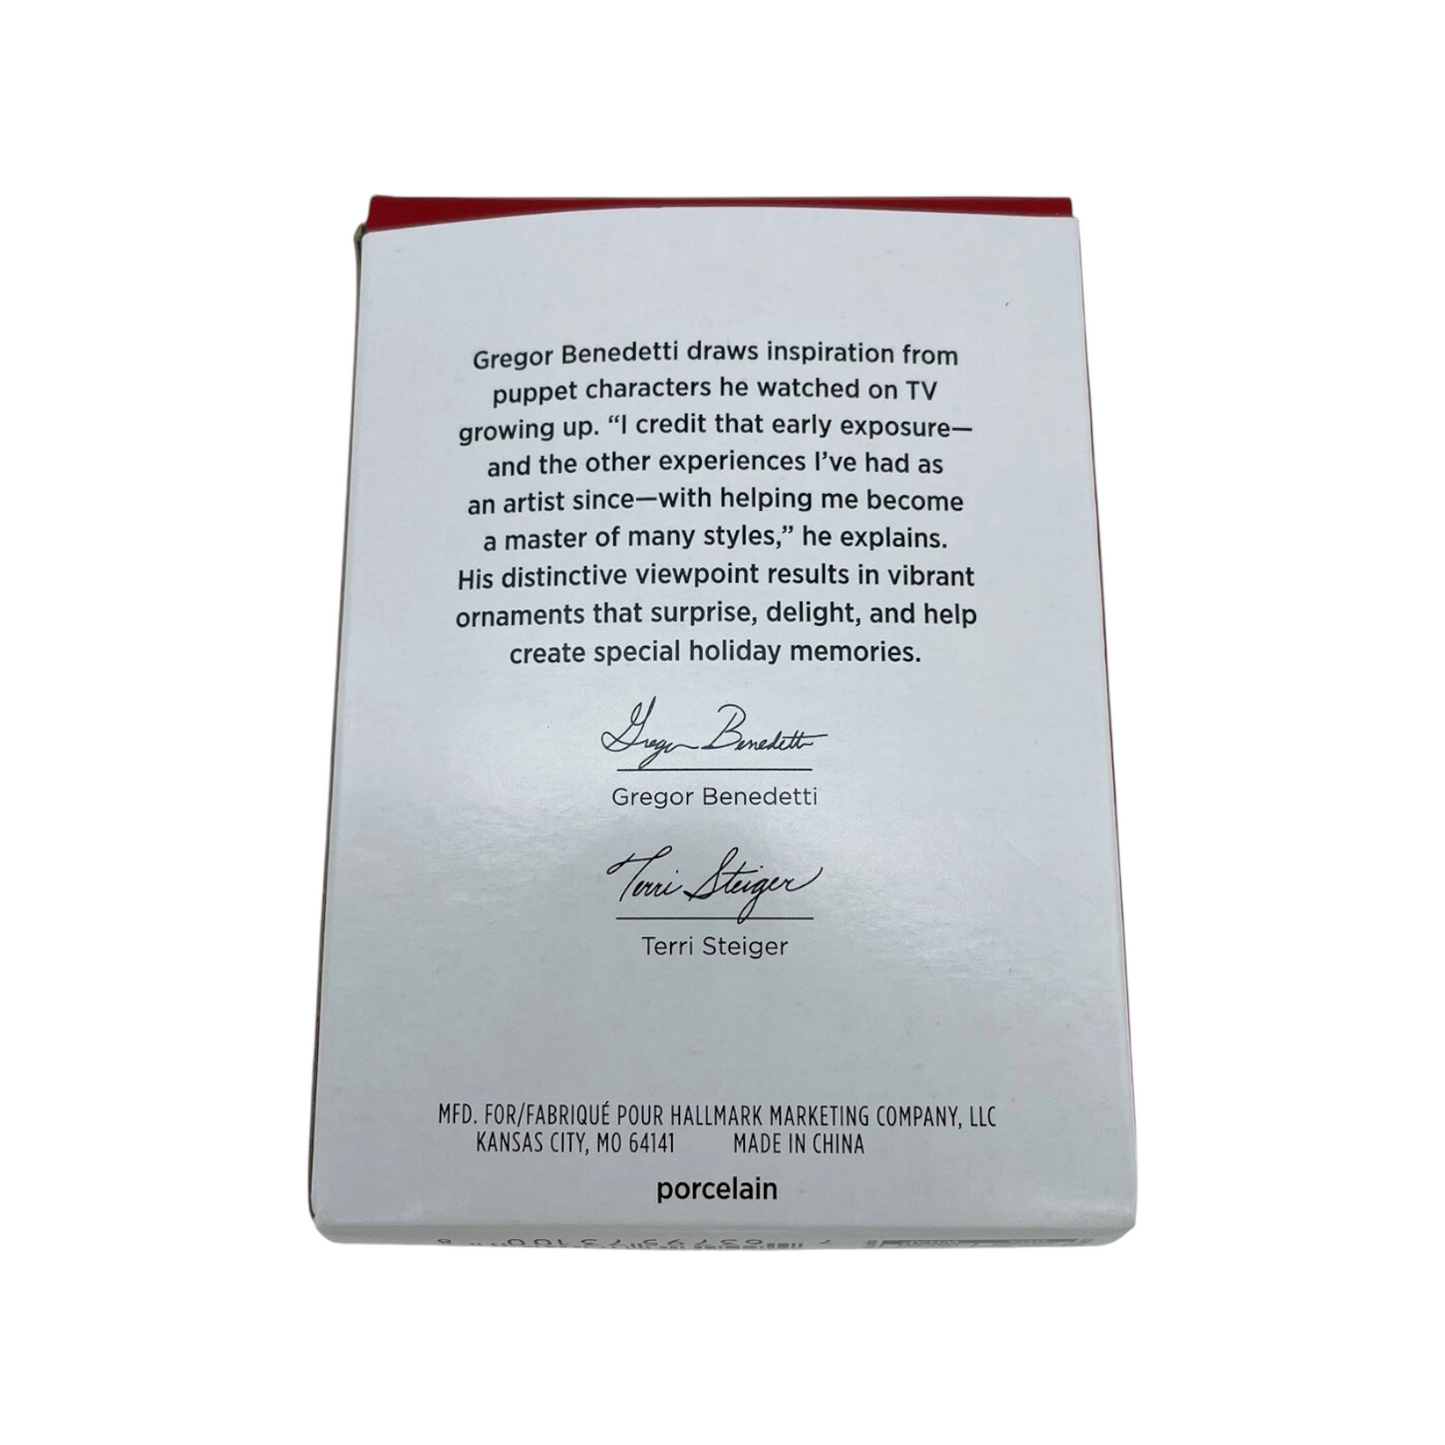 Gregor Benedetti draws inspiration from
puppet characters he watched on TV
growing up. “I credit that early exposure—
and the other experiences I’ve had as
an artist since—with helping me become
a master of many styles,” he explains.
His distinctive viewpoint results in vibrant
ornaments that surprise, delight, and help
create special holiday memories.
Gregor Benedetti
Gregor Benedetti
Terri Steiger
Terri Steiger
MFD. FOR/FABRIQUÉ POUR HALLMARK MARKETING COMPANY, LLC
KANSAS CITY, MO 64141 MADE IN CHINA
porcelain